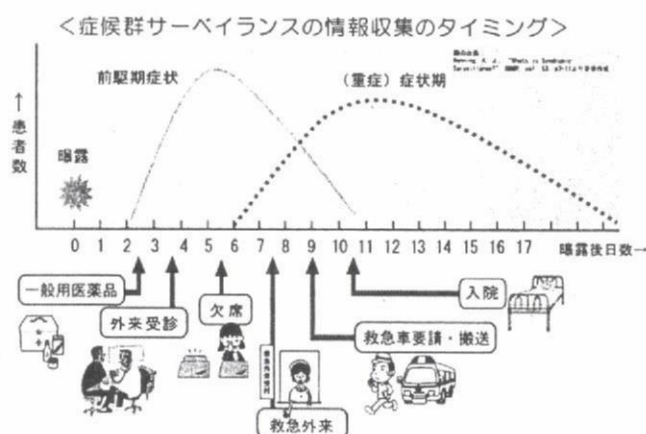 ＜症候群サーベイランスの情報収集のタイミング＞
前駆期症状
(重症)症状期
↑患者数
曝露
0 1 2 3 4 5 6 7 8 9 10 11 12 13 14 15 16 17 曝露後日数→
一般用医薬品
外来受診
欠席
入院
救急車要請・搬送
救急外来